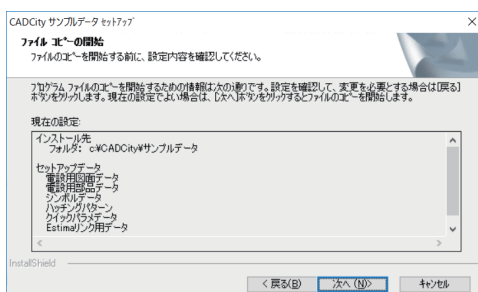 CADCity サンプルデータ セットアップ
ファイル コピーの開始
ファイルのコピーを開始する前に、設定内容を確認してください。
プログラム ファイルのコピーを開始するための情報は次の通りです。設定を確認して、変更を必要とする場合は[戻る]
ボタンをクリックします。現在の設定でよい場合は、[次へ]ボタンをクリックするとファイルのコピーを開始します。
現在の設定:
インストール先
フォルダ: c:¥CADCity¥サンプルデータ
セットアップデータ
電設用図面データ
電設用部品データ
シンボルデータ
ハッチングパターン
クイックパラメデータ
Estimaリンク用データ
InstallShield
< 戻る(B)
次へ (N)>
キャンセル